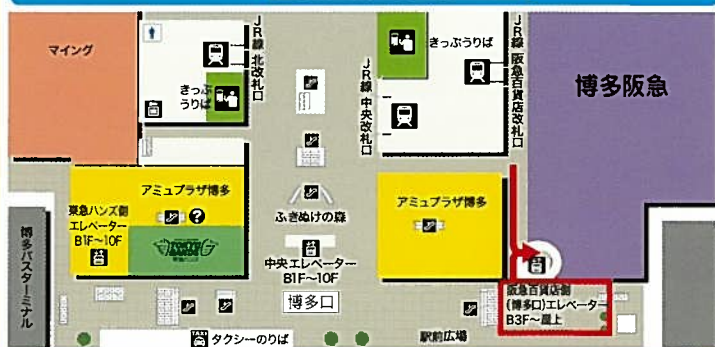 マイング
JR線 北改札口
きっぷ
うりば
JR線 中央改札口
きっぷうりば
JR線 阪急百貨店改札口
博多阪急
アミュプラザ博多
?
東急ハンズ側
エレベーター
B1F~10F
TOKYU
HANDS
ふきぬけの森
中央エレベーター
B1F~10F
アミュプラザ博多
博多バスターミナル
博多口
阪急百貨店側
(博多口)エレベーター
B3F~屋上
TAXI
タクシーのりば
駅前広場